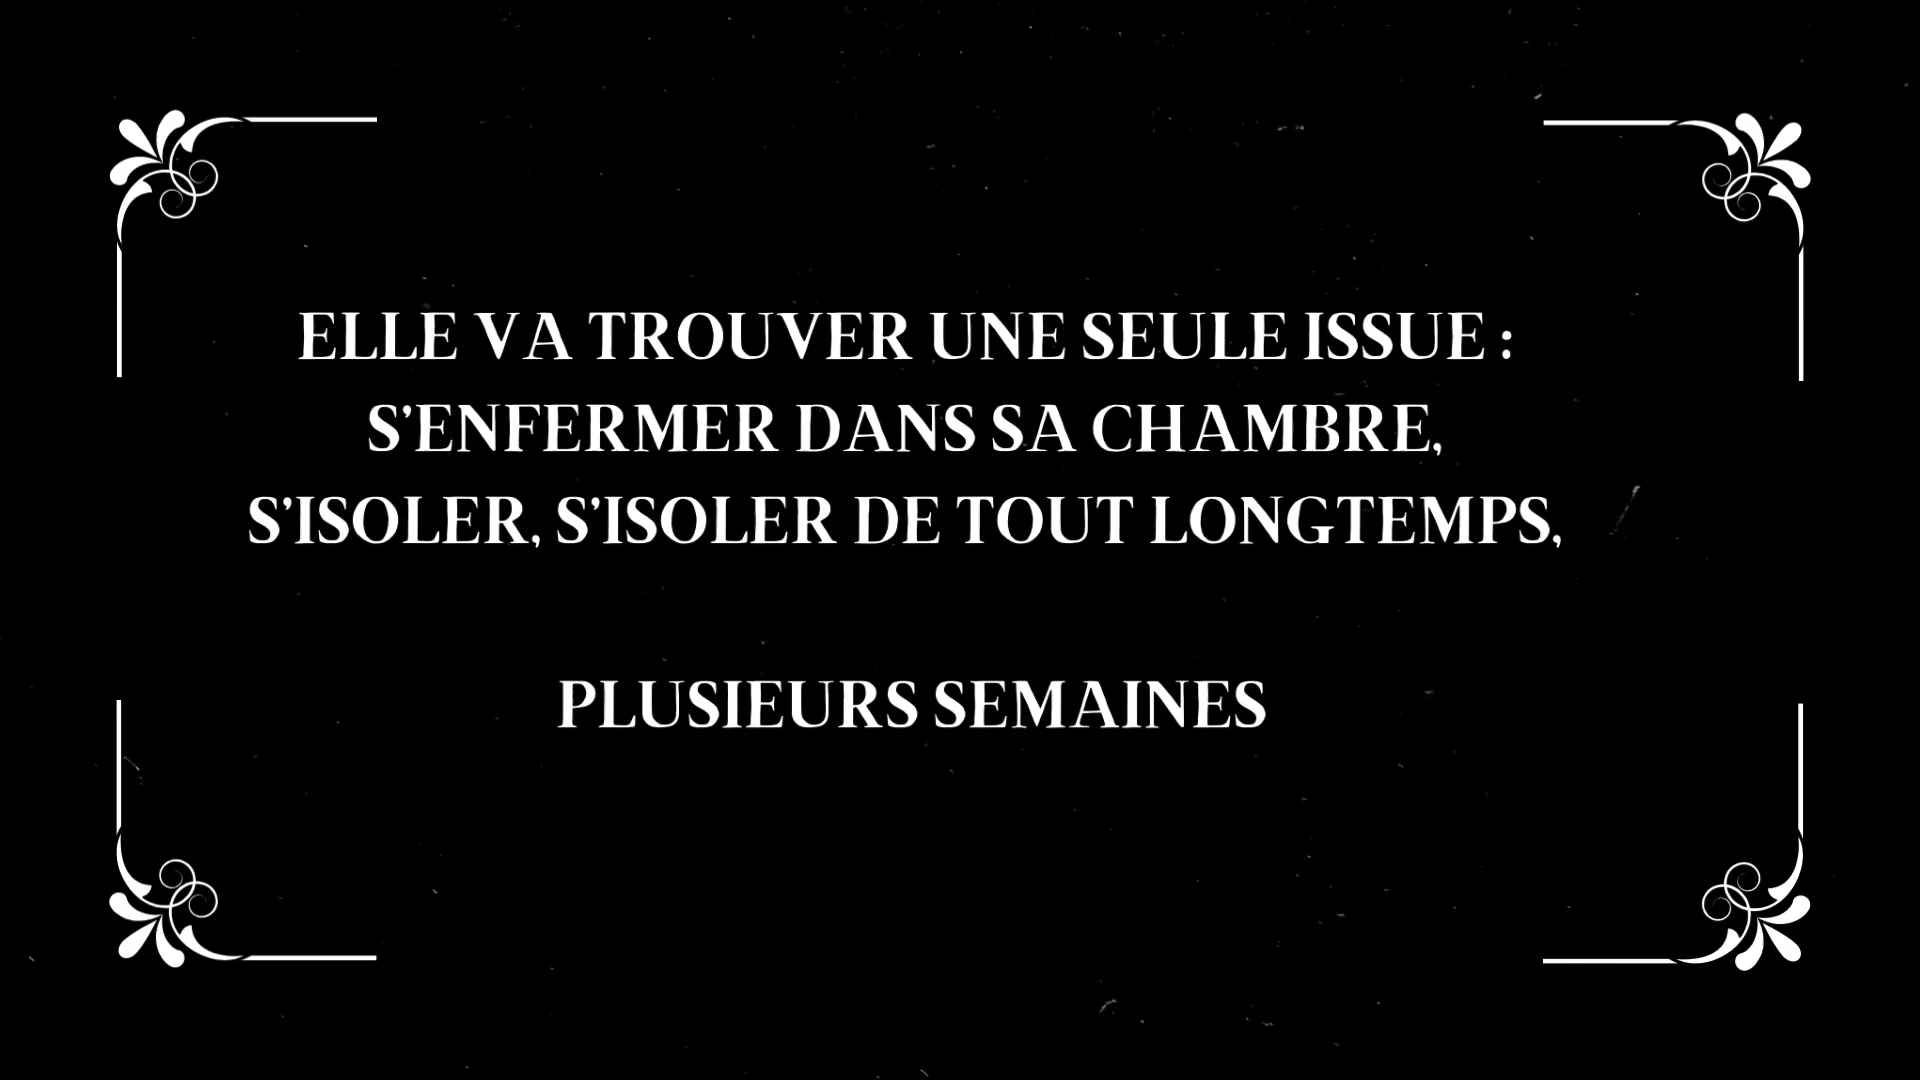 ELLE VA TROUVER UNE SEULE ISSUE :
S'ENFERMER DANS SA CHAMBRE,
S'ISOLER, S'ISOLER DE TOUT LONGTEMPS,
PLUSIEURS SEMAINES